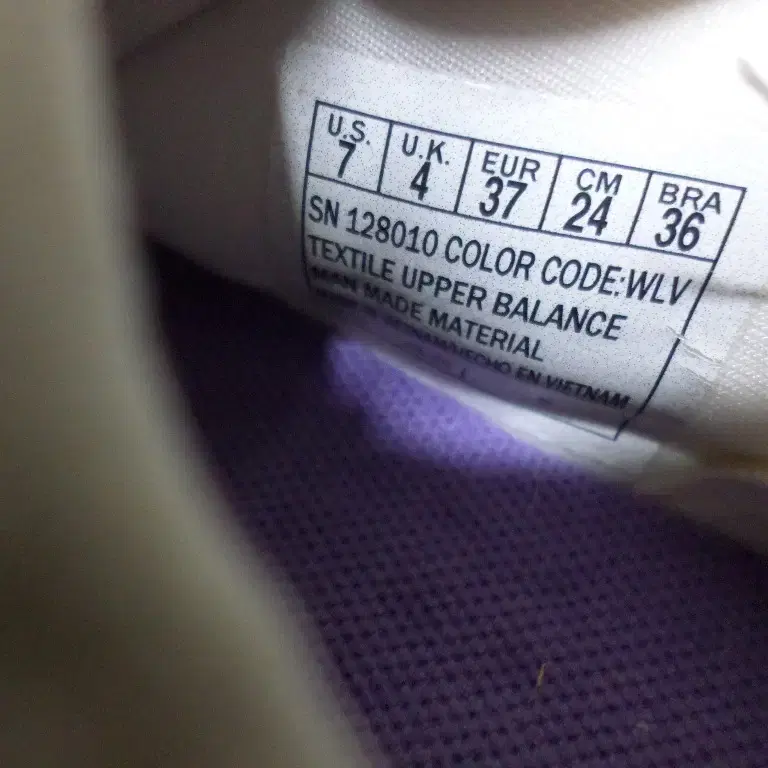 U.S. U.K. EUR CM BRA
7 4 37 24 36
SN 128010 COLOR CODE:WLV
TEXTILE UPPER BALANCE
MAN MADE MATERIAL
HECHO EN VIETNAM